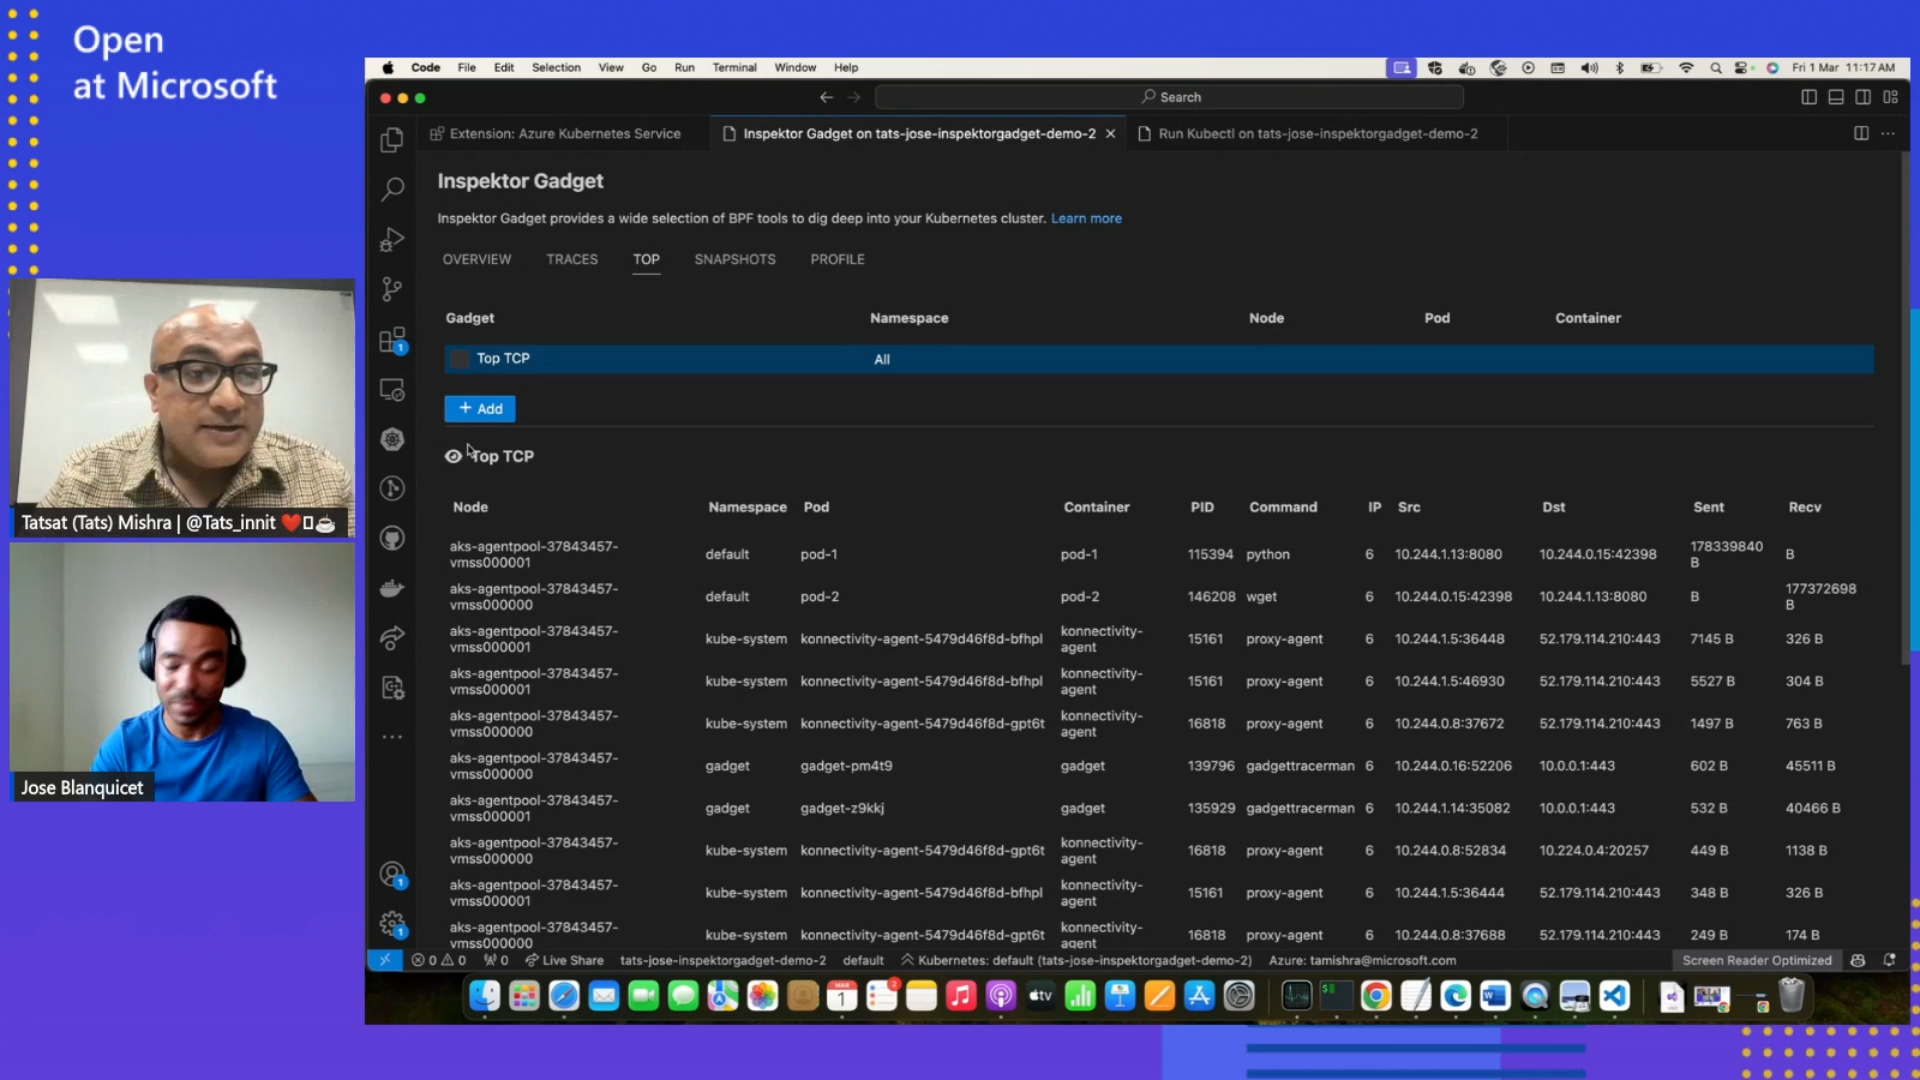 Open
at Microsoft
Code File Edit Selection View Go Run Terminal Window Help
Fri 1 Mar 11:17 AM
Search
Extension: Azure Kubernetes Service
Inspektor Gadget on tats-jose-inspektorgadget-demo-2
Run Kubectl on tats-jose-inspektorgadget-demo-2
Inspektor Gadget
Inspektor Gadget provides a wide selection of BPF tools to dig deep into your Kubernetes cluster. Learn more
OVERVIEW TRACES TOP SNAPSHOTS PROFILE
Gadget Namespace Node Pod Container
Top TCP All
+ Add
Top TCP
Node Namespace Pod Container PID Command IP Src Dst Sent Recv
aks-agentpool-37843457-vmss000001 default pod-1 pod-1 115394 python 6 10.244.1.13:8080 10.244.0.15:42398 178339840 B B
aks-agentpool-37843457-vmss000000 default pod-2 pod-2 146208 wget 6 10.244.0.15:42398 10.244.1.13:8080 B 177372698 B
aks-agentpool-37843457-vmss000001 kube-system konnectivity-agent-5479d46f8d-bfhpl konnectivity-agent 15161 proxy-agent 6 10.244.1.5:36448 52.179.114.210:443 7145 B 326 B
aks-agentpool-37843457-vmss000001 kube-system konnectivity-agent-5479d46f8d-bfhpl konnectivity-agent 15161 proxy-agent 6 10.244.1.5:46930 52.179.114.210:443 5527 B 304 B
aks-agentpool-37843457-vmss000000 kube-system konnectivity-agent-5479d46f8d-gpt6t konnectivity-agent 16818 proxy-agent 6 10.244.0.8:37672 52.179.114.210:443 1497 B 763 B
aks-agentpool-37843457-vmss000000 gadget gadget-pm4t9 gadget 139796 gadgettracerman 6 10.244.0.16:52206 10.0.0.1:443 602 B 45511 B
aks-agentpool-37843457-vmss000001 gadget gadget-z9kkj gadget 135929 gadgettracerman 6 10.244.1.14:35082 10.0.0.1:443 532 B 40466 B
aks-agentpool-37843457-vmss000000 kube-system konnectivity-agent-5479d46f8d-gpt6t konnectivity-agent 16818 proxy-agent 6 10.244.0.8:52834 10.224.0.4:20257 449 B 1138 B
aks-agentpool-37843457-vmss000001 kube-system konnectivity-agent-5479d46f8d-bfhpl konnectivity-agent 15161 proxy-agent 6 10.244.1.5:36444 52.179.114.210:443 348 B 326 B
aks-agentpool-37843457-vmss000000 kube-system konnectivity-agent-5479d46f8d-gpt6t konnectivity-agent 16818 proxy-agent 6 10.244.0.8:37688 52.179.114.210:443 249 B 174 B
0 0 0 Live Share tats-jose-inspektorgadget-demo-2 default Kubernetes: default (tats-jose-inspektorgadget-demo-2) Azure: tamishra@microsoft.com Screen Reader Optimized
Tatsat (Tats) Mishra | @Tats_innit ❤️▯☕
Jose Blanquicet
1
1
1
MAR
1
2
tv